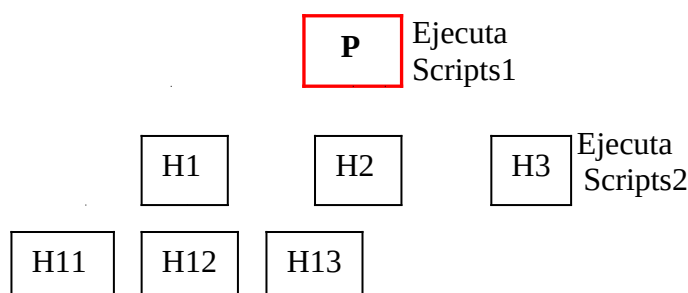 P
Ejecuta
Scripts1
H1
H2
H3
Ejecuta
Scripts2
H11
H12
H13